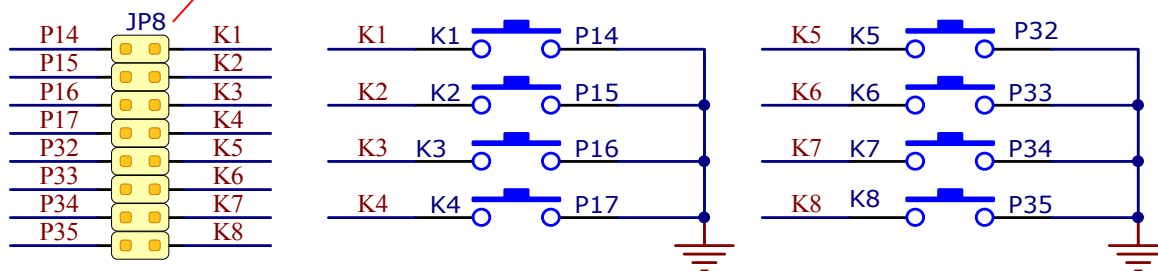 JP8
P14 K1
P15 K2
P16 K3
P17 K4
P32 K5
P33 K6
P34 K7
P35 K8
K1 K1 P14
K2 K2 P15
K3 K3 P16
K4 K4 P17
K5 K5 P32
K6 K6 P33
K7 K7 P34
K8 K8 P35